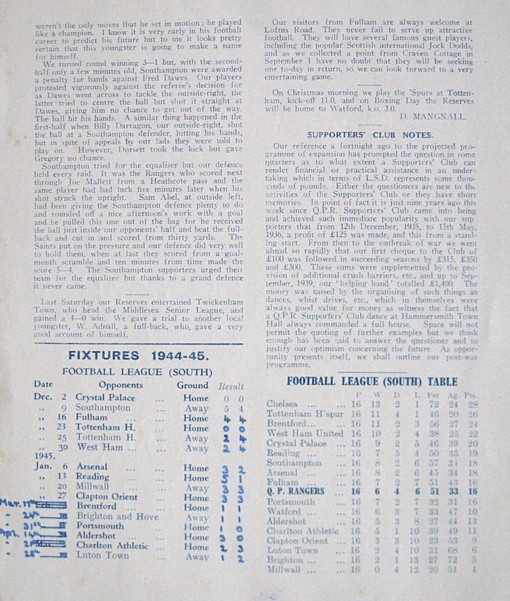 weren't the only moves that he set in motion; he played
like a champion. I know it is very early in his football
career to predict his future but to me it looks pretty
certain that this youngster is going to make a name
for himself.
We turned round winning 3—1 but, with the second-
half only a few minutes old, Southampton were awarded
a penalty for hands against Fred Dawes. Our players
protested vigorously against the referee's decision for
as Dawes went across to tackle the outside-right, the
latter tried to centre the ball but shot it straight at
Dawes, giving him no chance to get out of the way.
The ball hit his hands. A similar thing happened in the
first-half when Billy Darragon, our outside-right, shot
the ball at a Southampton defender, hitting his hands,
but in spite of appeals by our lads they were told to
play on. However, Dorsett took the kick but gave
Gregory no chance.
Southampton tried for the equaliser but our defence
held every raid. It was the Rangers who scored next
through Joe Mallett from a Heathcote pass and the
same player had bad luck five minutes later when his
shot struck the upright. Sam Abel, at outside left,
had been giving the Southampton defence plenty to do
and rounded off a nice afternoon's work with a goal
and he pulled this one out of the bag for he received
the ball just inside our opponents' half and beat the full-
back and cut in and scored from thirty yards. The
Saints put on the pressure and our defence did very well
to hold them, when at last they scored from a goal-
mouth scramble and ten minutes from time made the
score 5—4. The Southampton supporters urged their
team for the equaliser but thanks to a grand defence
it never came.
Last Saturday our Reserves entertained Twickenham
Town, who head the Middlesex Senior League, and
gained a 4—0 win. We gave a trial to another local
youngster, W. Adnall, a full-back, who, gave a very
good account of himself.
FIXTURES 1944-45.
FOOTBALL LEAGUE (SOUTH)
Date Opponents Ground Result
Dec. 2 Crystal Palace ... Home 0 0
„ 9 Southampton ... Away 5 4
„ 16 Fulham ... Home 4 4
„ 23 Tottenham H. ... Home 0 0
„ 25 Tottenham H. ... Away 2 4
„ 30 West Ham ... Away 2 4
1945.
Jan. 6 Arsenal ... Home 3 2
„ 13 Reading ... Home 5 1
„ 20 Millwall ... Away 3 3
„ 27 Clapton Orient ... Home 3 3
Brentford ... Home 1 1
Brighton and Hove Away 1 1
Portsmouth ... Home 1 0
Aldershot ... Home 3 0
Charlton Athletic ... Home 2 3
Luton Town ... Away 1 2
Our visitors from Fulham are always welcome at
Loftus Road. They never fail to serve up attractive
football. They will have several famous guest players,
including the popular Scottish international Jock Dodds,
and as we collected a point from Craven Cottage in
September I have no doubt that they will be seeking
one to-day in return, so we can look forward to a very
entertaining game.
On Christmas morning we play the 'Spurs at Totten-
ham, kick-off 11.0, and on Boxing Day the Reserves
will be home to Watford, k.o. 3.0.
D. MANGNALL.
SUPPORTERS' CLUB NOTES.
Our reference a fortnight ago to the projected pro-
gramme of expansion has prompted the question in some
quarters as to what extent a Supporters' Club can
render financial or practical assistance in an under-
taking which in terms of L.S.D. represents some thous-
ands of pounds. Either the questioners are new to the
activities of the Supporters' Club or they have short
memories. In point of fact it is just nine years ago this
week since Q.P.R. Supporters' Club came into being
and achieved such immediate popularity with our sup-
porters that from 12th December, 1935, to 15th May,
1936, a profit of £125 was made, and this from a stand-
ing start. From then to the outbreak of war we went
ahead so rapidly that our first cheque to the Club of
£100 was followed in succeeding seasons by £315, £350
and £300. These sums were supplemented by the pro-
vision of additional crush barriers, etc., and up to Sep-
tember, 1939, our 'helping hand' totalled £1,400. The
money was raised by the organising of such things as
dances, whist drives, etc., which in themselves were
always good value for money as witness the fact that
a Q.P.R. Supporters' Club dance at Hammersmith Town
Hall always commanded a full house. Space will not
permit the quoting of further examples but we think
enough has been said to answer the questioner and to
justify our optimism concerning the future. As oppor-
tunity presents itself, we shall outline our post-war
programme.
FOOTBALL LEAGUE (SOUTH) TABLE
P W D L For Ag. Pts.
Chelsea ... 16 13 2 1 72 24 28
Tottenham H'spur 16 11 4 1 46 20 26
Brentford... 16 11 2 3 56 27 24
West Ham United 16 10 2 4 38 25 22
Crystal Palace ... 16 9 2 5 46 39 20
Reading ... 16 7 5 4 50 35 19
Southampton 16 8 2 6 57 31 18
Arsenal ... 16 8 2 6 45 34 18
Fulham ... 16 7 2 7 51 43 16
Q. P. RANGERS ... 16 6 4 6 51 33 16
Portsmouth ... 16 7 2 7 32 31 16
Watford ... 16 6 3 7 33 47
Aldershot ... 16 5 3 8 27 44 13
Charlton Athletic 16 5 1 10 39 49 11
Clapton Orient ... 16 3 3 10 23 53 9
Luton Town ... 16 2 4 10 31 68
Brighton ... 16 2 1 13 27 72 5
Millwall ... 16 0 4 12 20 51 4